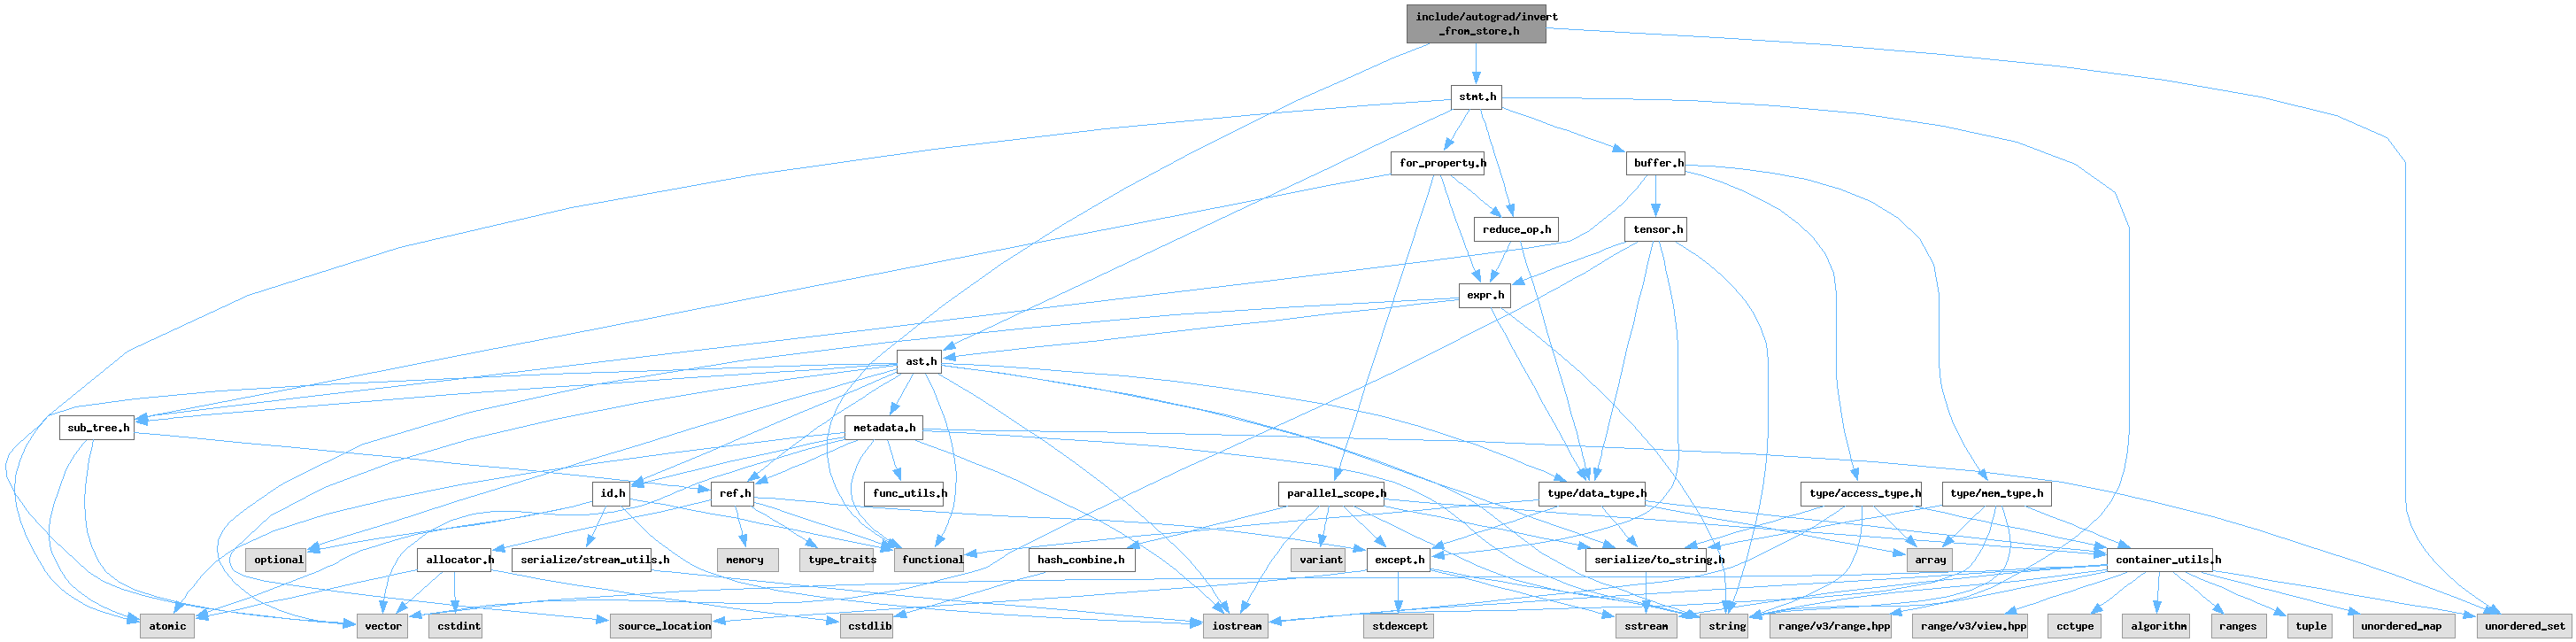 include/autograd/invert
_from_store.h
stmt.h
for_property.h
buffer.h
reduce_op.h
tensor.h
expr.h
ast.h
sub_tree.h
metadata.h
id.h
ref.h
func_utils.h
parallel_scope.h
type/data_type.h
type/access_type.h
type/mem_type.h
optional
allocator.h
serialize/stream_utils.h
memory
type_traits
functional
hash_combine.h
variant
except.h
serialize/to_string.h
array
container_utils.h
atomic
vector
cstdint
source_location
cstdlib
iostream
stdexcept
sstream
string
range/v3/range.hpp
range/v3/view.hpp
cctype
algorithm
ranges
tuple
unordered_map
unordered_set